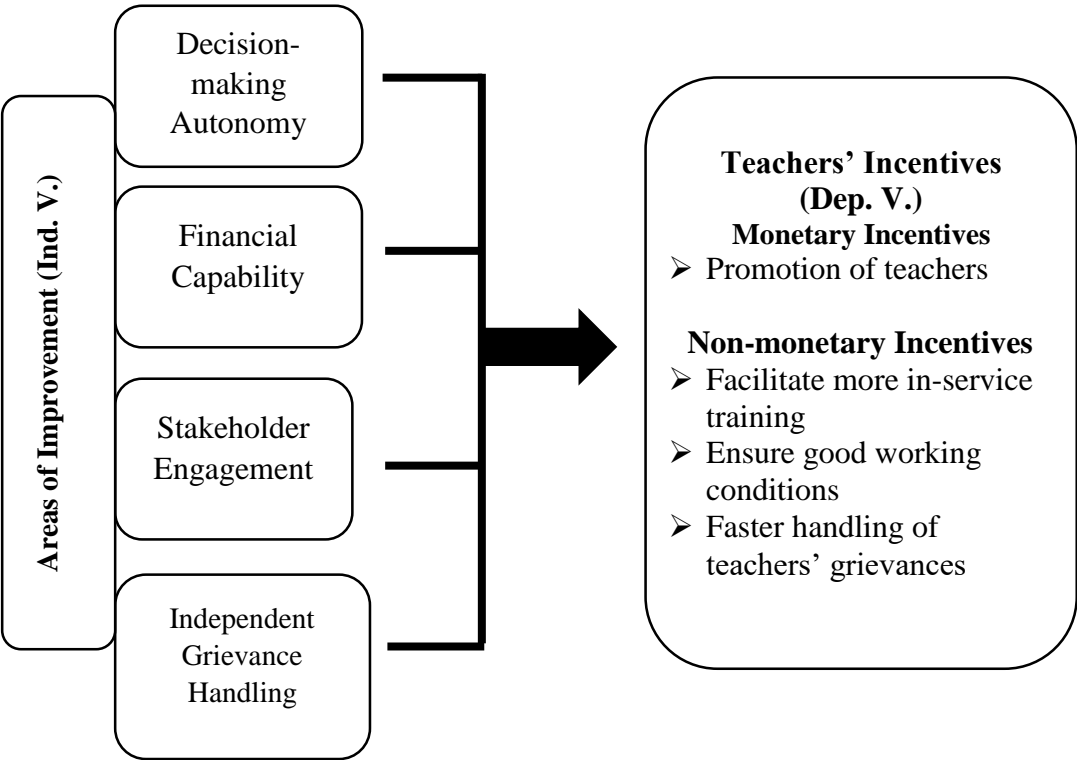 Areas of Improvement (Ind. V.)
Decision-
making
Autonomy
Financial
Capability
Stakeholder
Engagement
Independent
Grievance
Handling
Teachers’ Incentives
(Dep. V.)
Monetary Incentives
➢ Promotion of teachers
Non-monetary Incentives
➢ Facilitate more in-service
training
➢ Ensure good working
conditions
➢ Faster handling of
teachers’ grievances